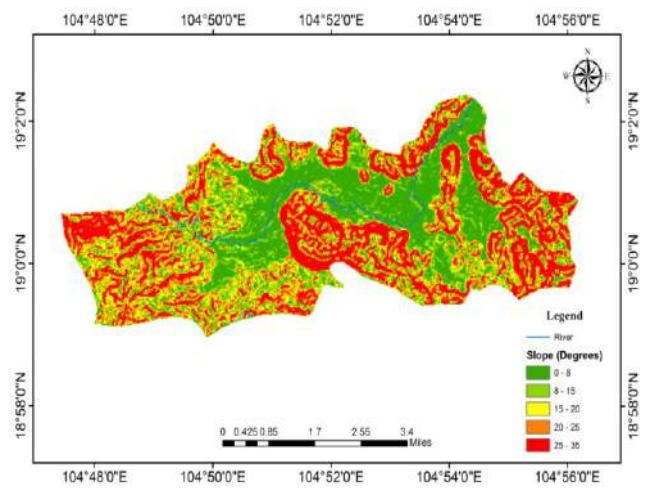 104°48'0"E 104°50'0"E 104°52'0"E 104°54'0"E 104°56'0"E
N
W E
S
19°2'0"N 19°2'0"N
19°0'0"N 19°0'0"N
18°58'0"N 18°58'0"N
Legend
River
Slope (Degrees)
0 - 8
8 - 15
15 - 20
20 - 25
25 - 35
0 0.425 0.85 1.7 2.55 3.4
Miles
104°48'0"E 104°50'0"E 104°52'0"E 104°54'0"E 104°56'0"E